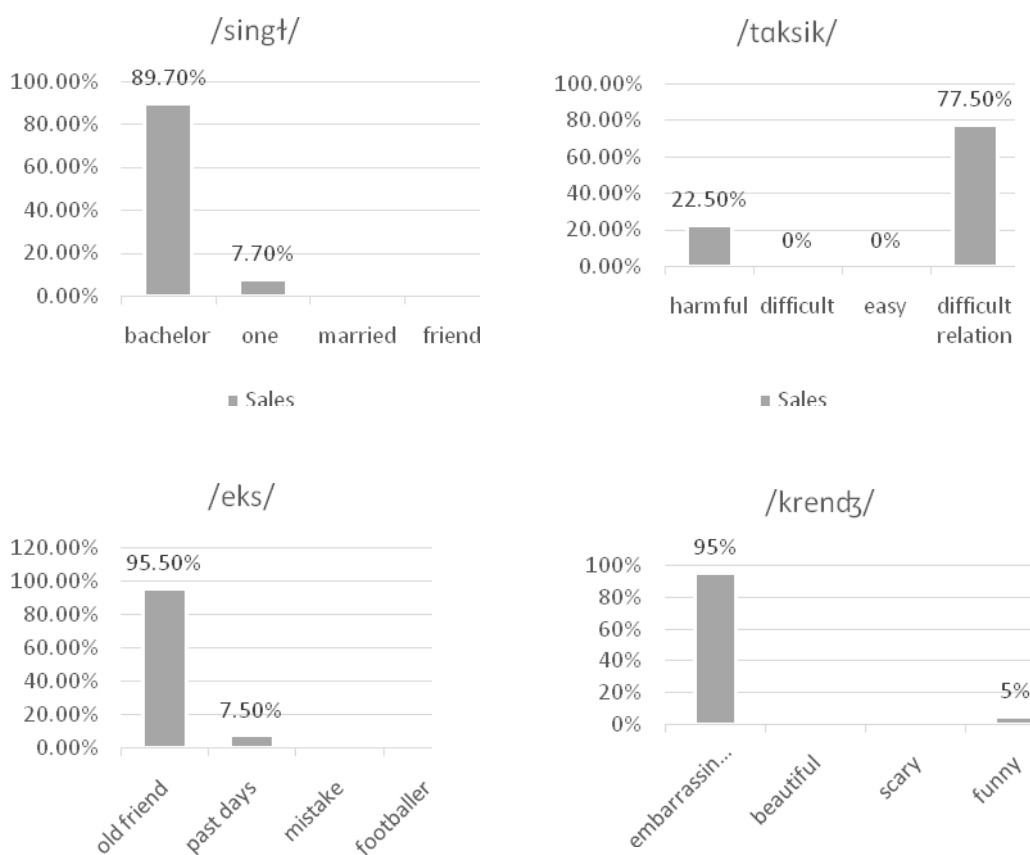 /singɫ/
89.70%
100.00%
80.00%
60.00%
40.00%
20.00%
0.00%
7.70%
bachelor one married friend
■ Sales
/tɑksik/
77.50%
100.00%
80.00%
60.00%
40.00%
20.00%
0.00%
22.50%
0% 0%
harmful difficult easy difficult
relation
■ Sales
/eks/
120.00%
100.00%
80.00%
60.00%
40.00%
20.00%
0.00%
95.50%
7.50%
old friend
past days
mistake
footballer
/krenʤ/
95%
100%
80%
60%
40%
20%
0%
5%
embarrassin...
beautiful
scary
funny